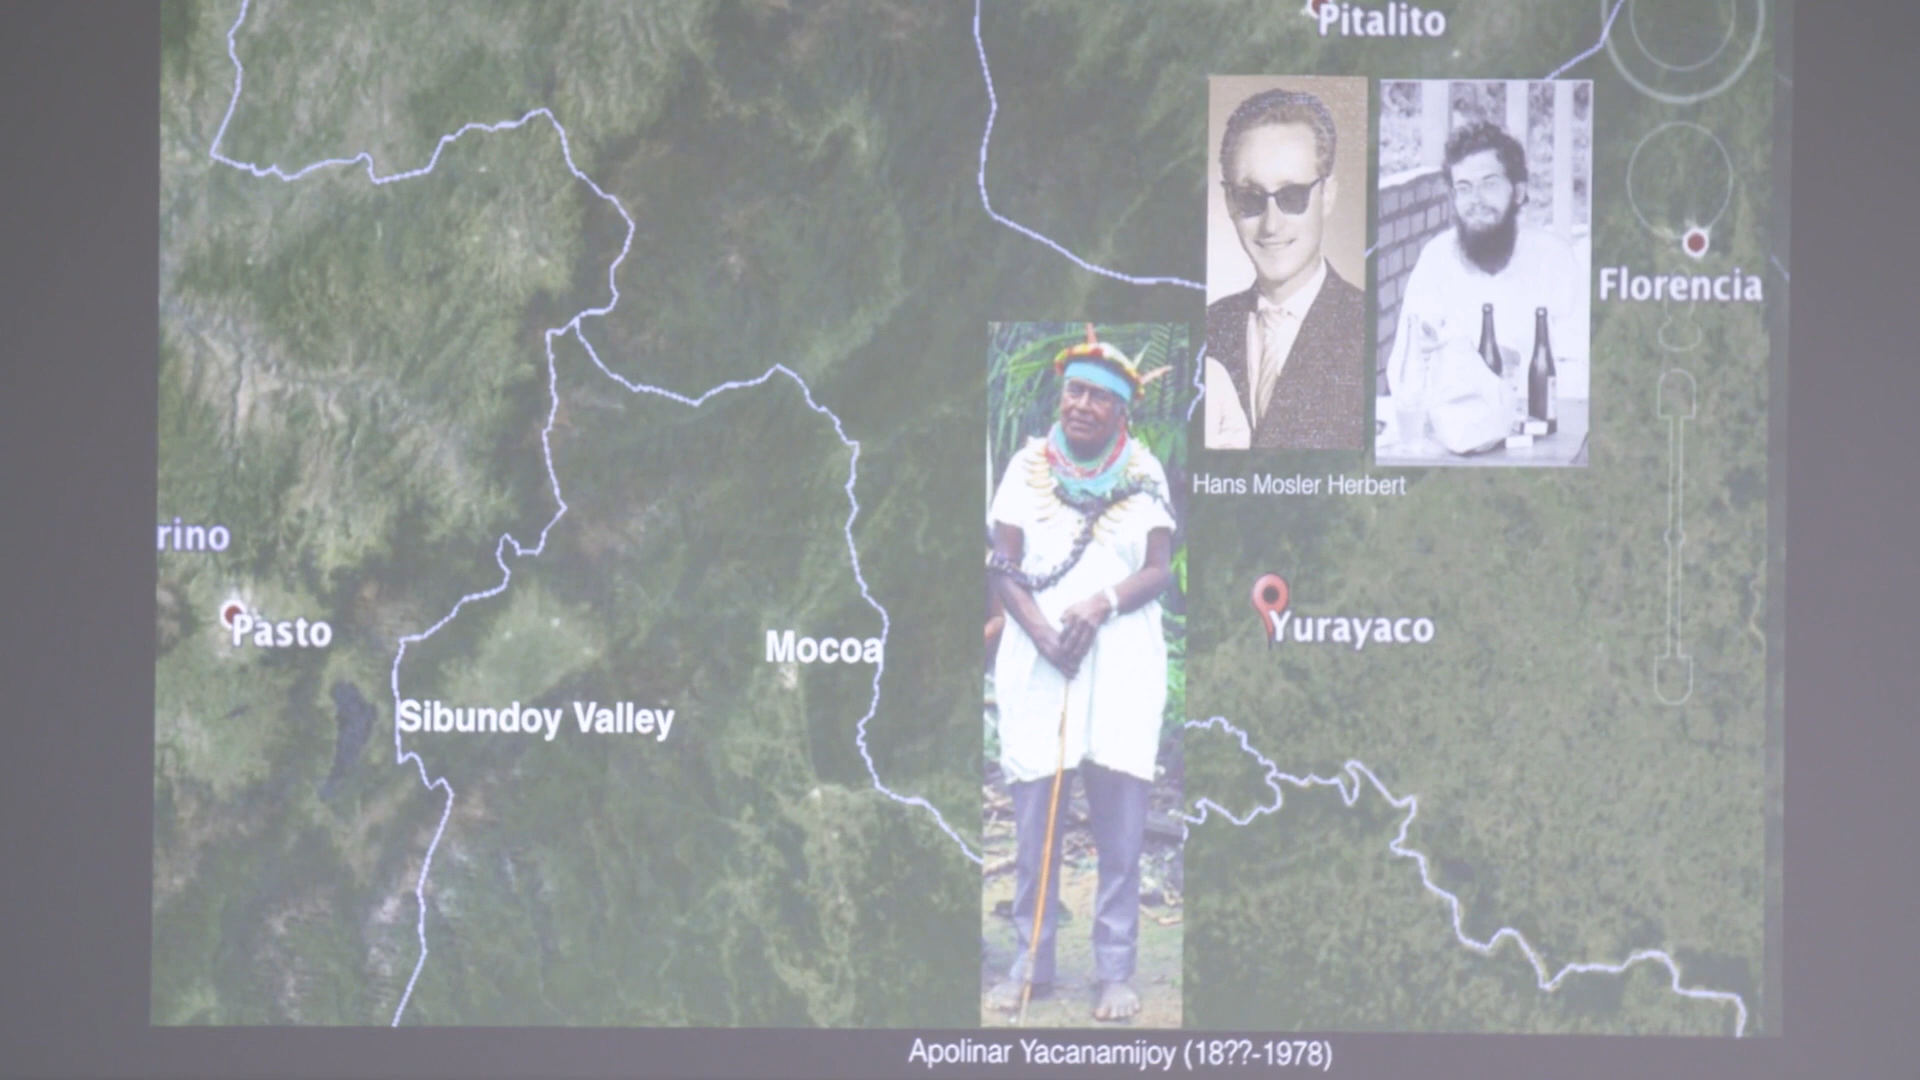 Pitalito
Florencia
Hans Mosler Herbert
rino
Pasto
Mocoa
Yurayaco
Sibundoy Valley
Apolinar Yacanamijoy (18??-1978)